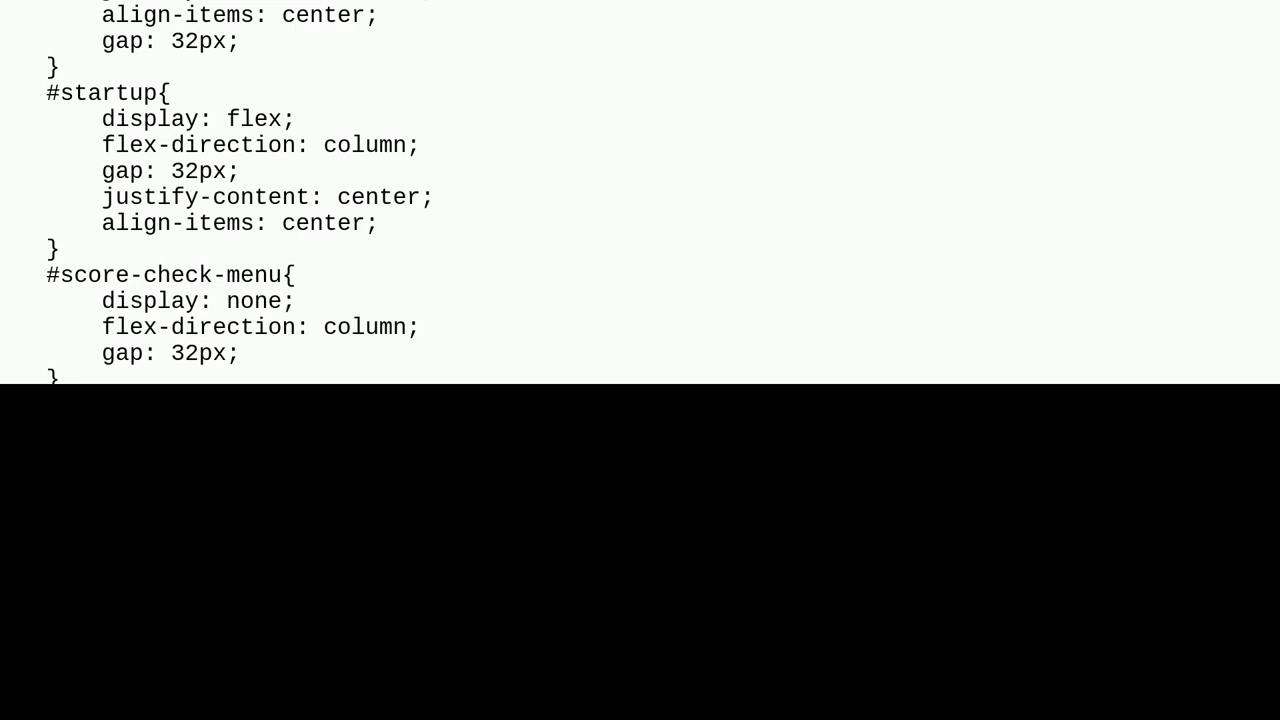 align-items: center;
gap: 32px;
}
#startup{
display: flex;
flex-direction: column;
gap: 32px;
justify-content: center;
align-items: center;
}
#score-check-menu{
display: none;
flex-direction: column;
gap: 32px;
}